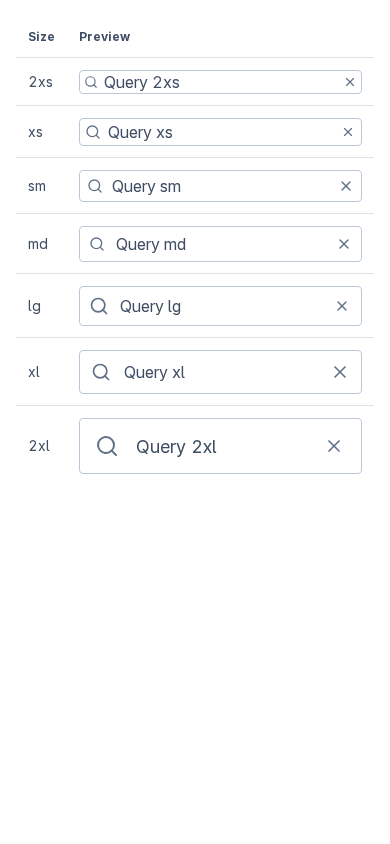 Size Preview
2xs Query 2xs
xs Query xs
sm Query sm
md Query md
lg Query lg
xl Query xl
2xl Query 2xl